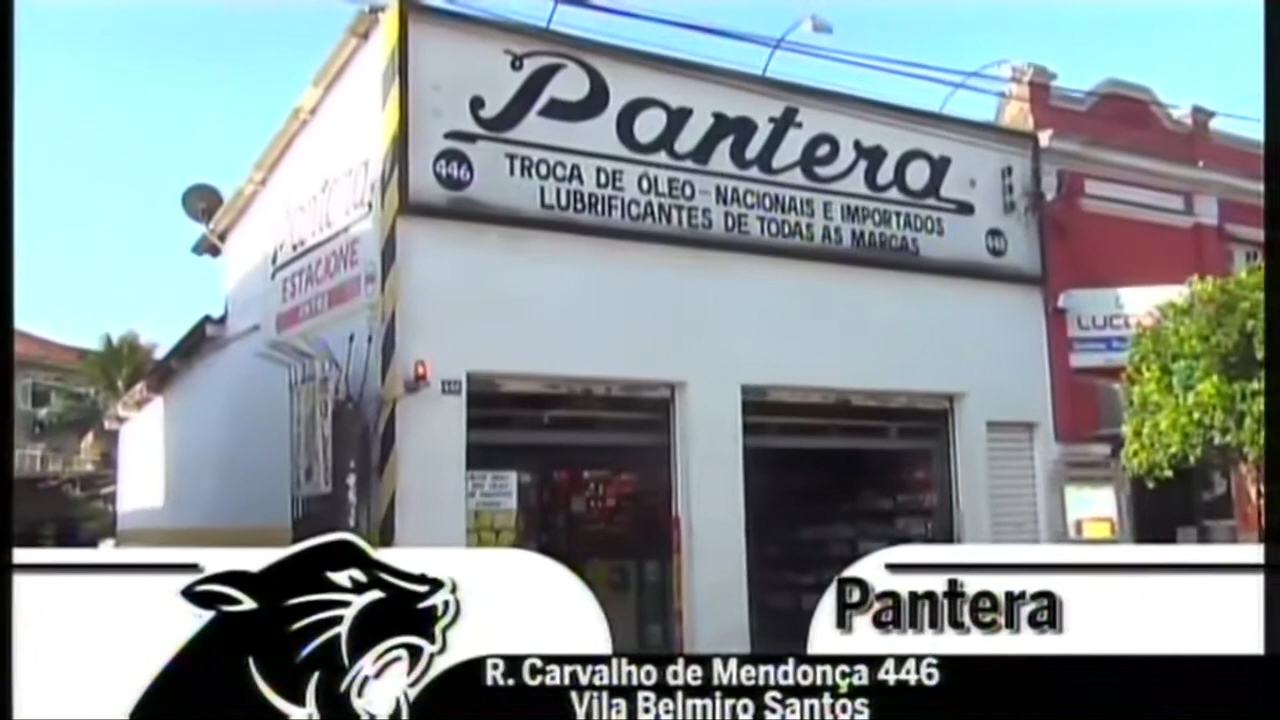 Pantera
446
TROCA DE ÓLEO - NACIONAIS E IMPORTADOS
LUBRIFICANTES DE TODAS AS MARCAS
Pantera
ESTACIONE
Pantera
R. Carvalho de Mendonça 446
Vila Belmiro Santos